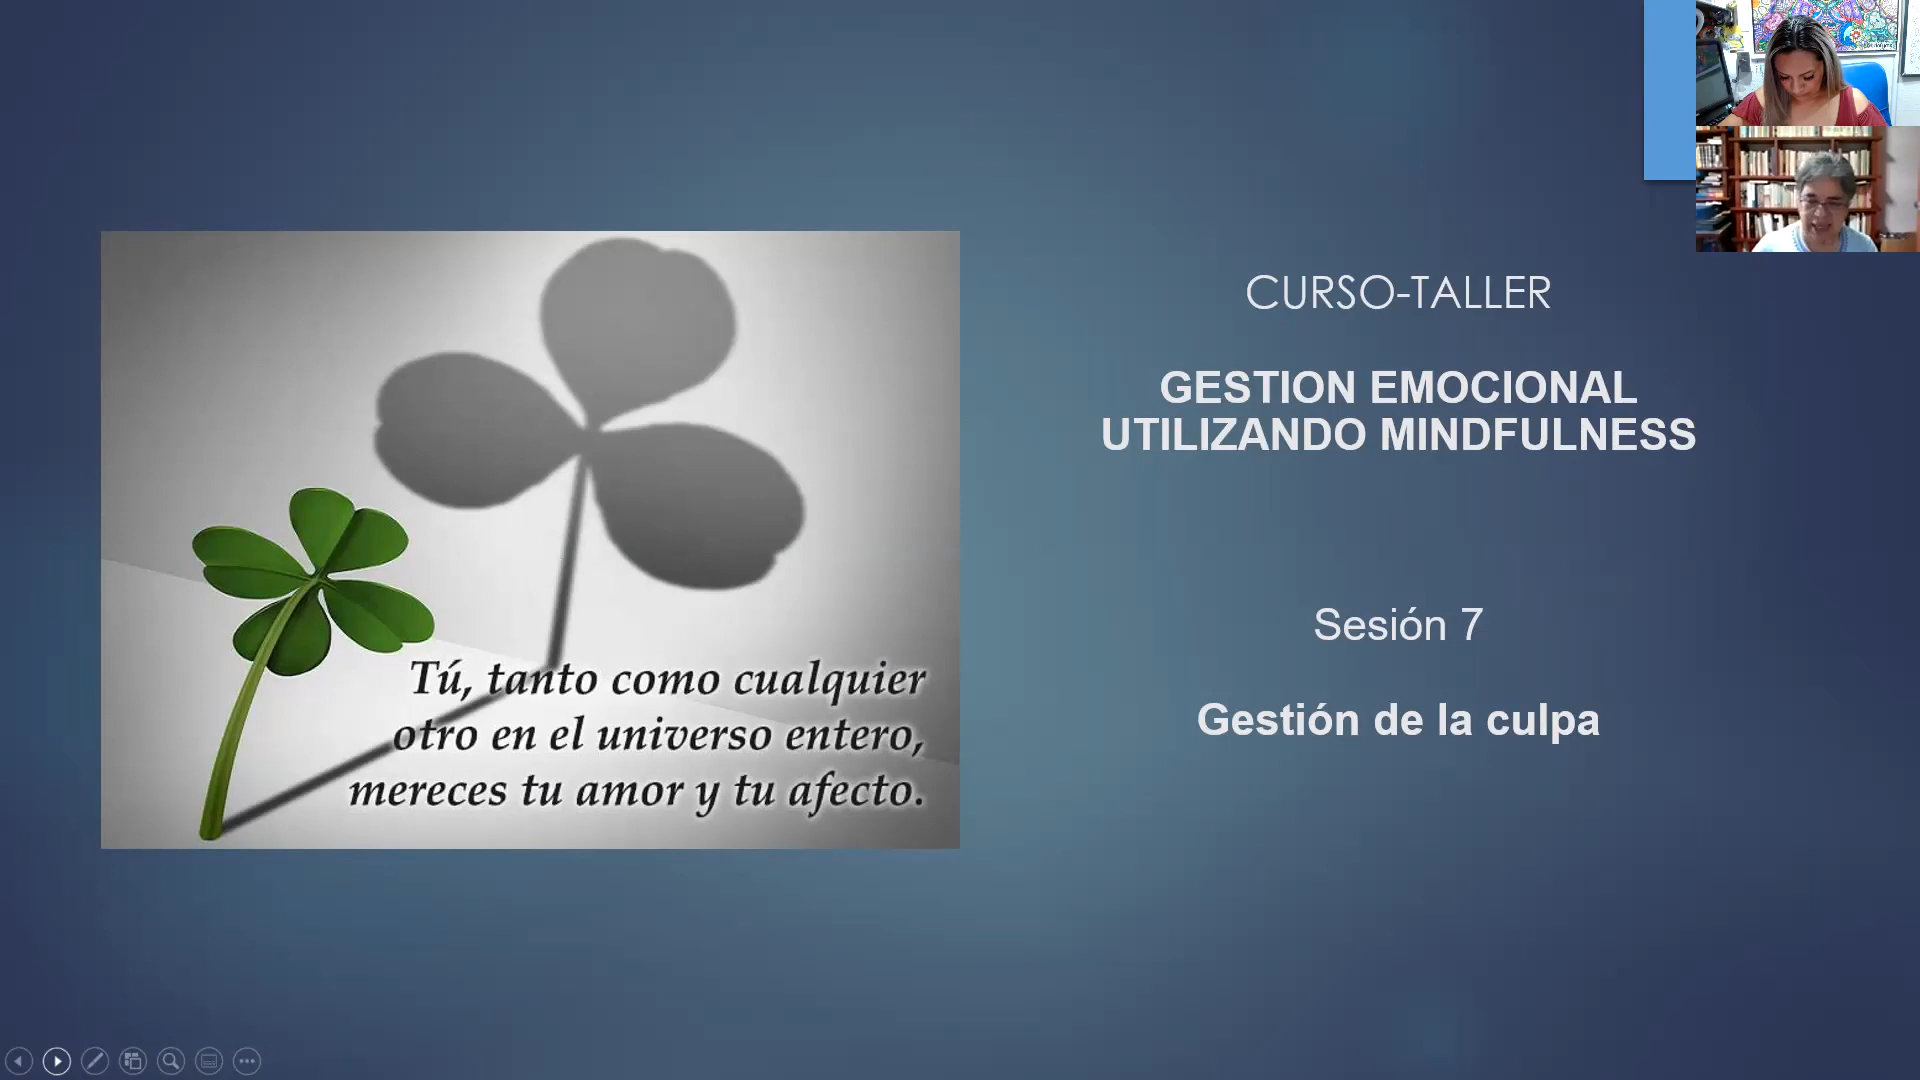 CURSO-TALLER
GESTION EMOCIONAL
UTILIZANDO MINDFULNESS
Sesión 7
Gestión de la culpa
Tú, tanto como cualquier
otro en el universo entero,
mereces tu amor y tu afecto.